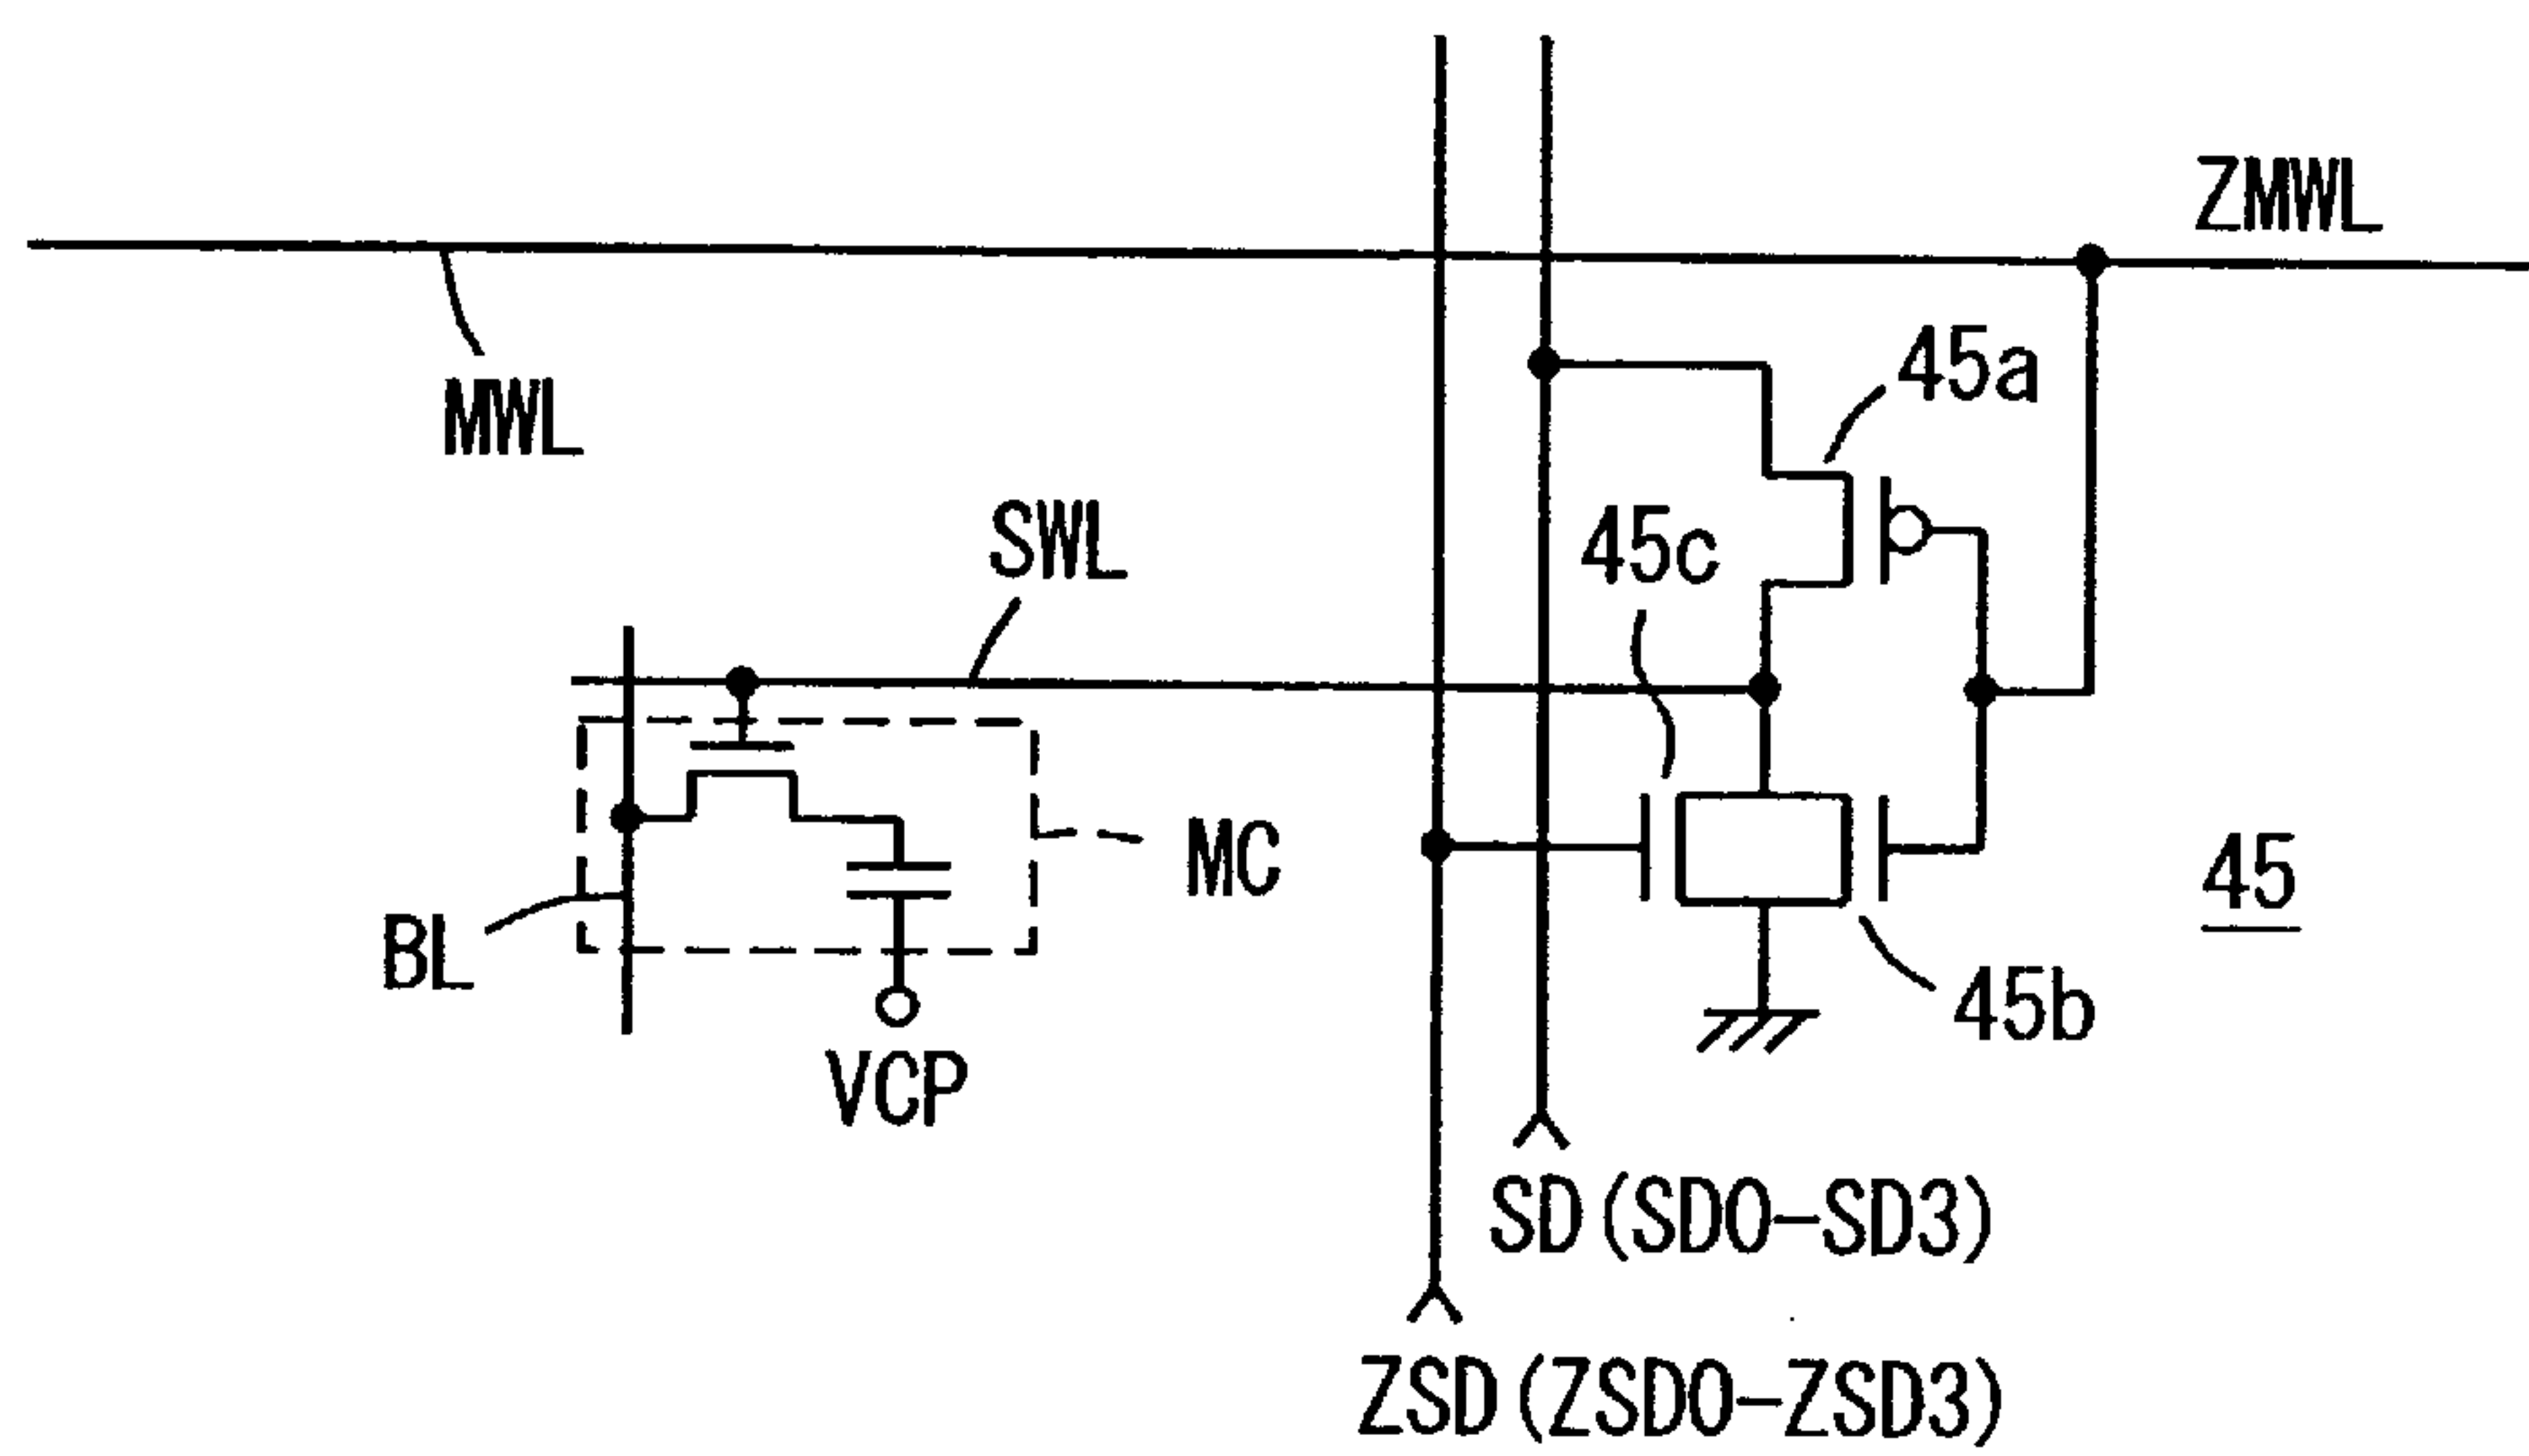 ZMWL
MWL
45a
SWL
45c
MC
45
BL
45b
VCP
SD(SD0-SD3)
ZSD(ZSD0-ZSD3)